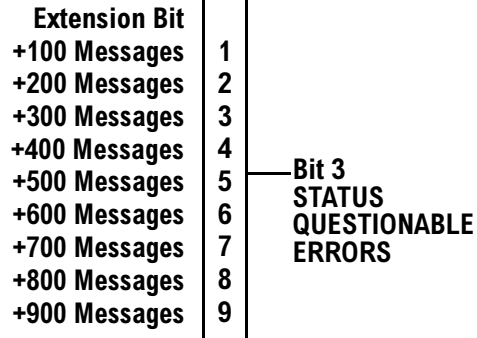 Extension Bit
+100 Messages 1
+200 Messages 2
+300 Messages 3
+400 Messages 4
+500 Messages 5
+600 Messages 6
+700 Messages 7
+800 Messages 8
+900 Messages 9
Bit 3
STATUS
QUESTIONABLE
ERRORS